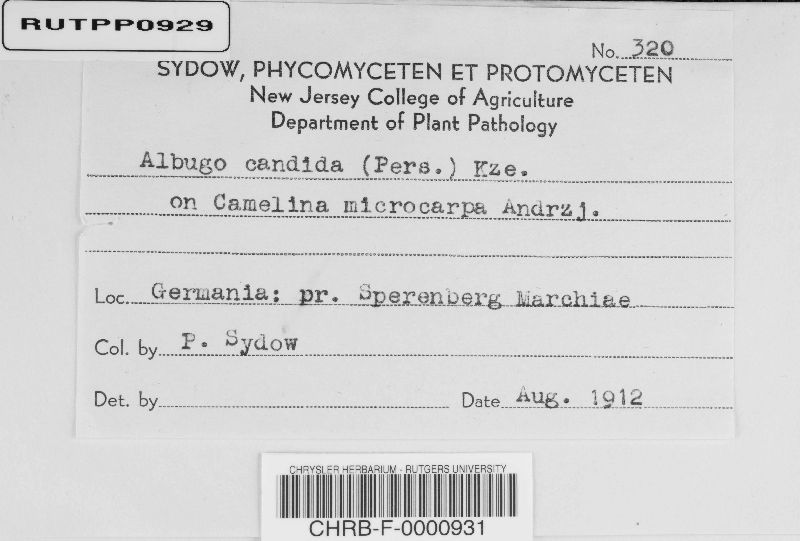 RUTPP0929
No. 320
SYDOW, PHYCOMYCETEN ET PROTOMYCETEN
New Jersey College of Agriculture
Department of Plant Pathology
Albugo candida (Pers.) Kze.
on Camelina microcarpa Andrzj.
Loc. Germania: pr. Sperenberg Marchiae
Col. by P. Sydow
Det. by
Date Aug. 1912
CHRYSLER HERBARIUM - RUTGERS UNIVERSITY
CHRB-F-0000931